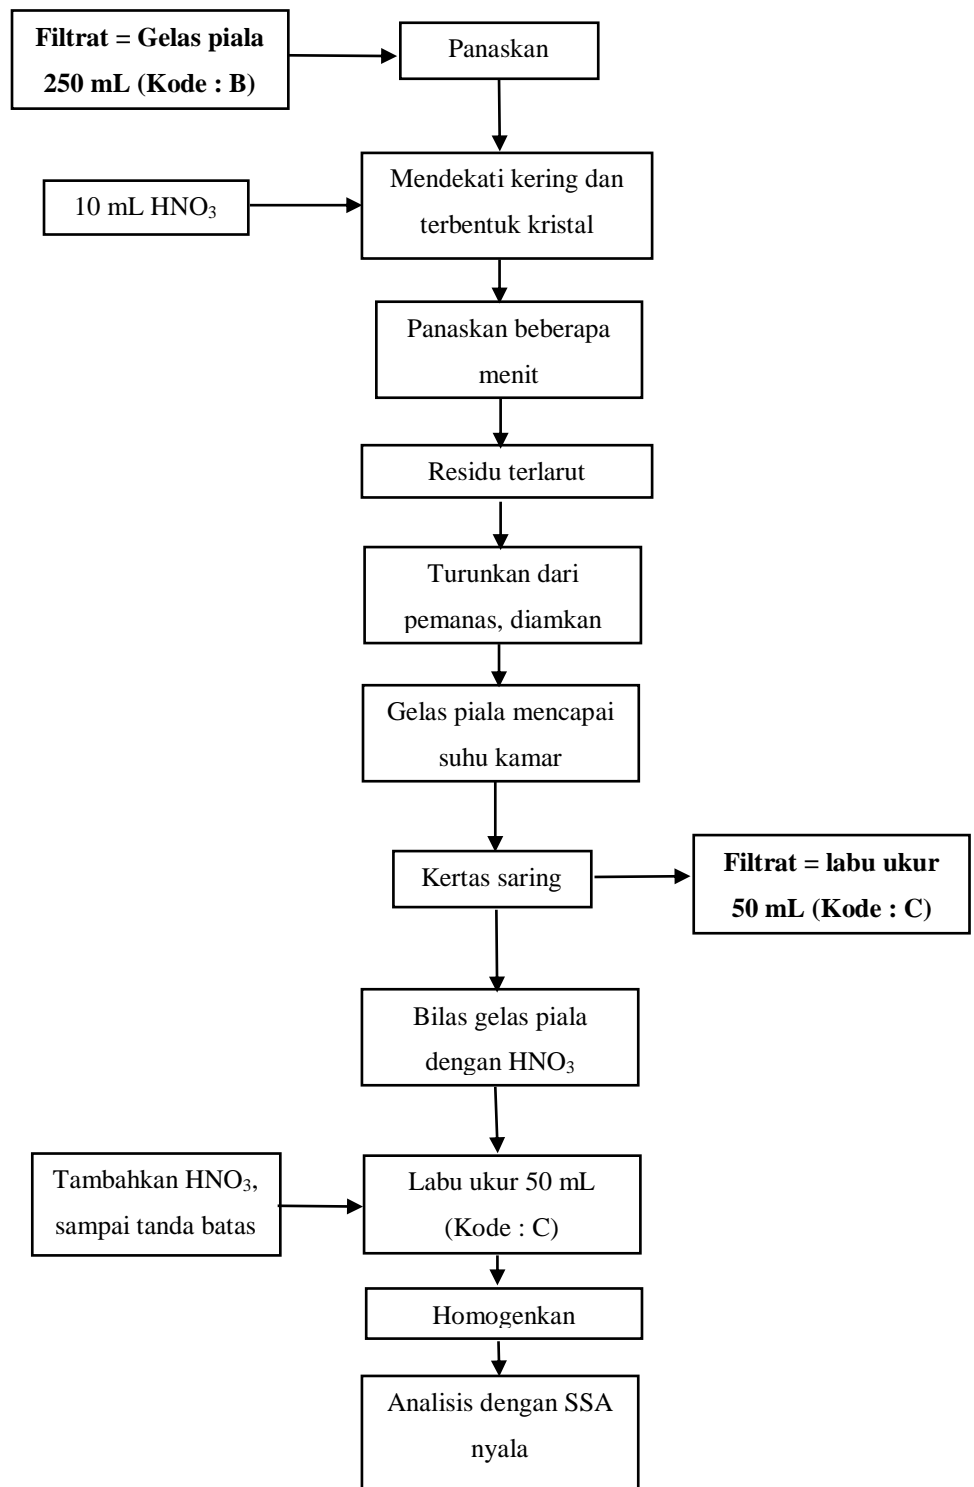 Filtrat = Gelas piala
250 mL (Kode : B)
Panaskan
Mendekati kering dan
terbentuk kristal
10 mL HNO₃
Panaskan beberapa
menit
Residu terlarut
Turunkan dari
pemanas, diamkan
Gelas piala mencapai
suhu kamar
Kertas saring
Filtrat = labu ukur
50 mL (Kode : C)
Bilas gelas piala
dengan HNO₃
Tambahkan HNO₃,
sampai tanda batas
Labu ukur 50 mL
(Kode : C)
Homogenkan
Analisis dengan SSA
nyala